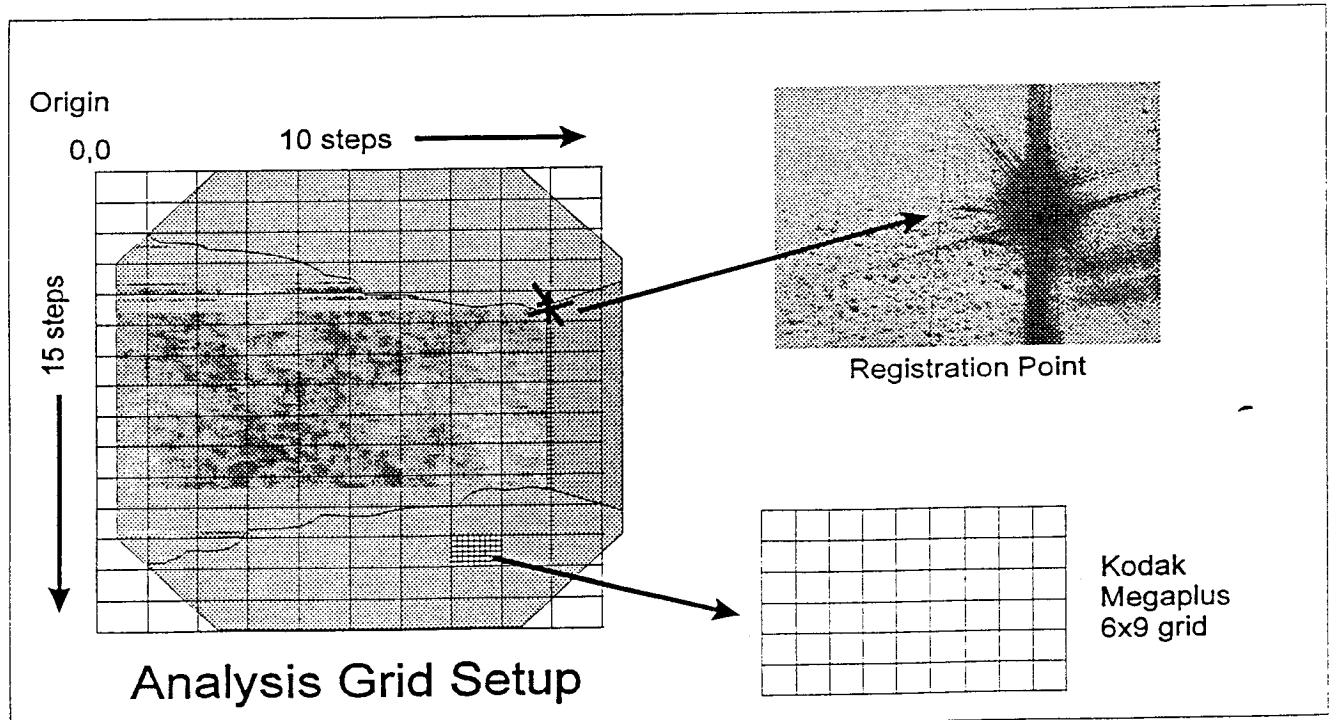 Origin
0,0
10 steps
15 steps
Registration Point
Kodak
Megaplus
6x9 grid
Analysis Grid Setup